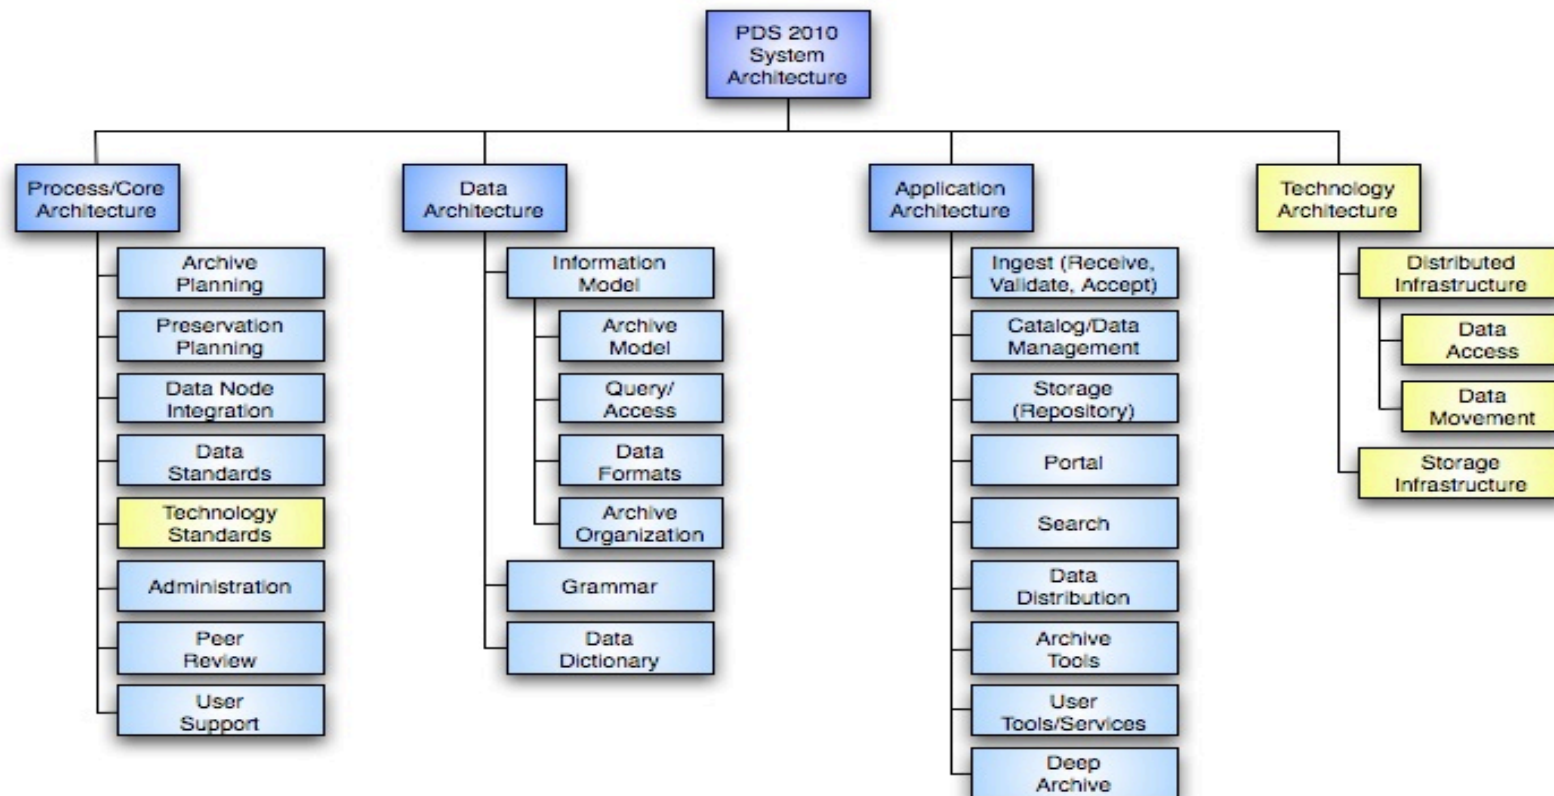 PDS 2010
System
Architecture
Process/Core
Architecture
Archive
Planning
Preservation
Planning
Data Node
Integration
Data
Standards
Technology
Standards
Administration
Peer
Review
User
Support
Data
Architecture
Information
Model
Archive
Model
Query/
Access
Data
Formats
Archive
Organization
Grammar
Data
Dictionary
Application
Architecture
Ingest (Receive,
Validate, Accept)
Catalog/Data
Management
Storage
(Repository)
Portal
Search
Data
Distribution
Archive
Tools
User
Tools/Services
Deep
Archive
Technology
Architecture
Distributed
Infrastructure
Data
Access
Data
Movement
Storage
Infrastructure